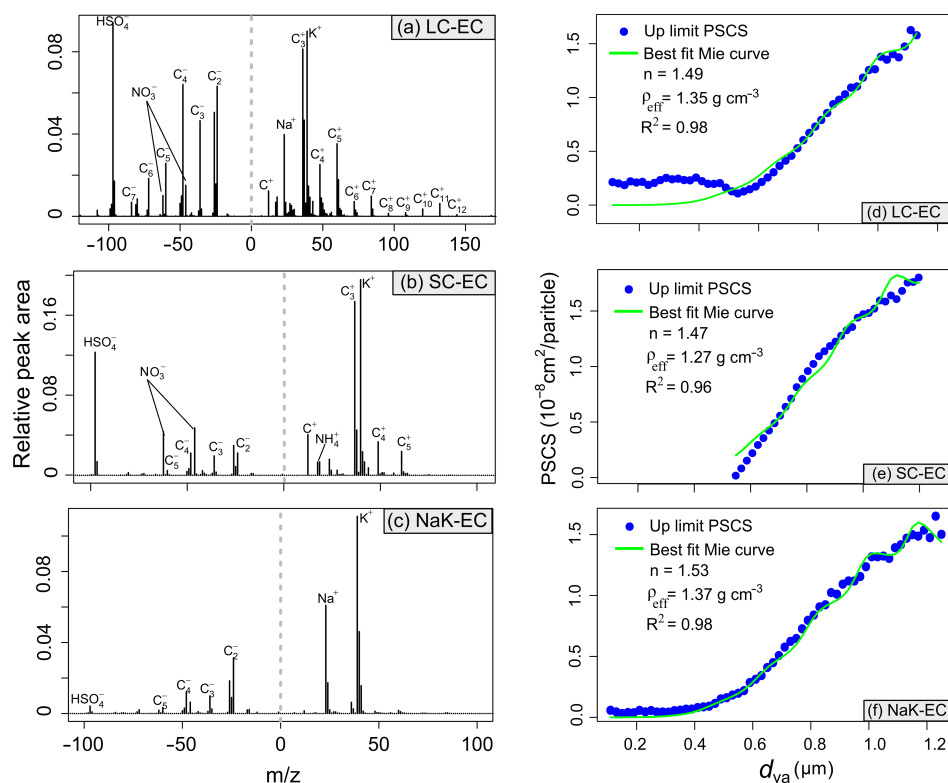 (a) LC-EC
HSO₄⁻
NO₃⁻
C₇⁻
C₆⁻
C₅⁻
C₄⁻
C₃⁻
C₂⁻
C⁺
Na⁺
C₃⁺
K⁺
C₄⁺
C₅⁺
C₆⁺
C₇⁺
C₈⁺
C₉⁺
C₁₀⁺
C₁₁⁺
C₁₂⁺
0.08
0.04
0
−100
−50
0
50
100
150
(b) SC-EC
HSO₄⁻
NO₃⁻
C₅⁻
C₄⁻
C₃⁻
C₂⁻
C⁺
NH₄⁺
C₃⁺
K⁺
C₄⁺
C₅⁺
0.16
0.08
0
−100
−50
0
50
100
Relative peak area
(c) NaK-EC
HSO₄⁻
C₅⁻
C₄⁻
C₃⁻
C₂⁻
Na⁺
K⁺
0.08
0.04
0
−100
−50
0
50
100
m/z
Up limit PSCS
Best fit Mie curve
n = 1.49
ρeff = 1.35 g cm⁻³
R² = 0.98
(d) LC-EC
1.5
1.0
0.5
0.0
Up limit PSCS
Best fit Mie curve
n = 1.47
ρeff = 1.27 g cm⁻³
R² = 0.96
(e) SC-EC
1.5
1.0
0.5
0.0
PSCS (10⁻⁸cm²/paritcle)
Up limit PSCS
Best fit Mie curve
n = 1.53
ρeff = 1.37 g cm⁻³
R² = 0.98
(f) NaK-EC
1.5
1.0
0.5
0.0
0.2
0.4
0.6
0.8
1.0
1.2
dva (μm)